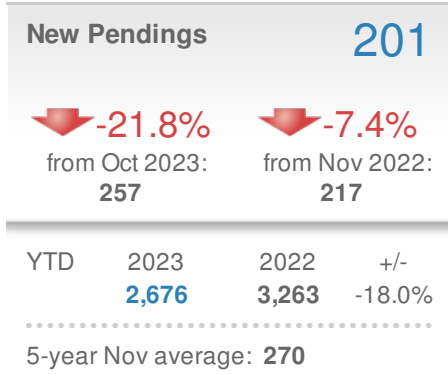 New Pendings 201
-21.8% -7.4%
from Oct 2023: from Nov 2022:
257 217
YTD 2023 2022 +/-
2,676 3,263 -18.0%
5-year Nov average: 270